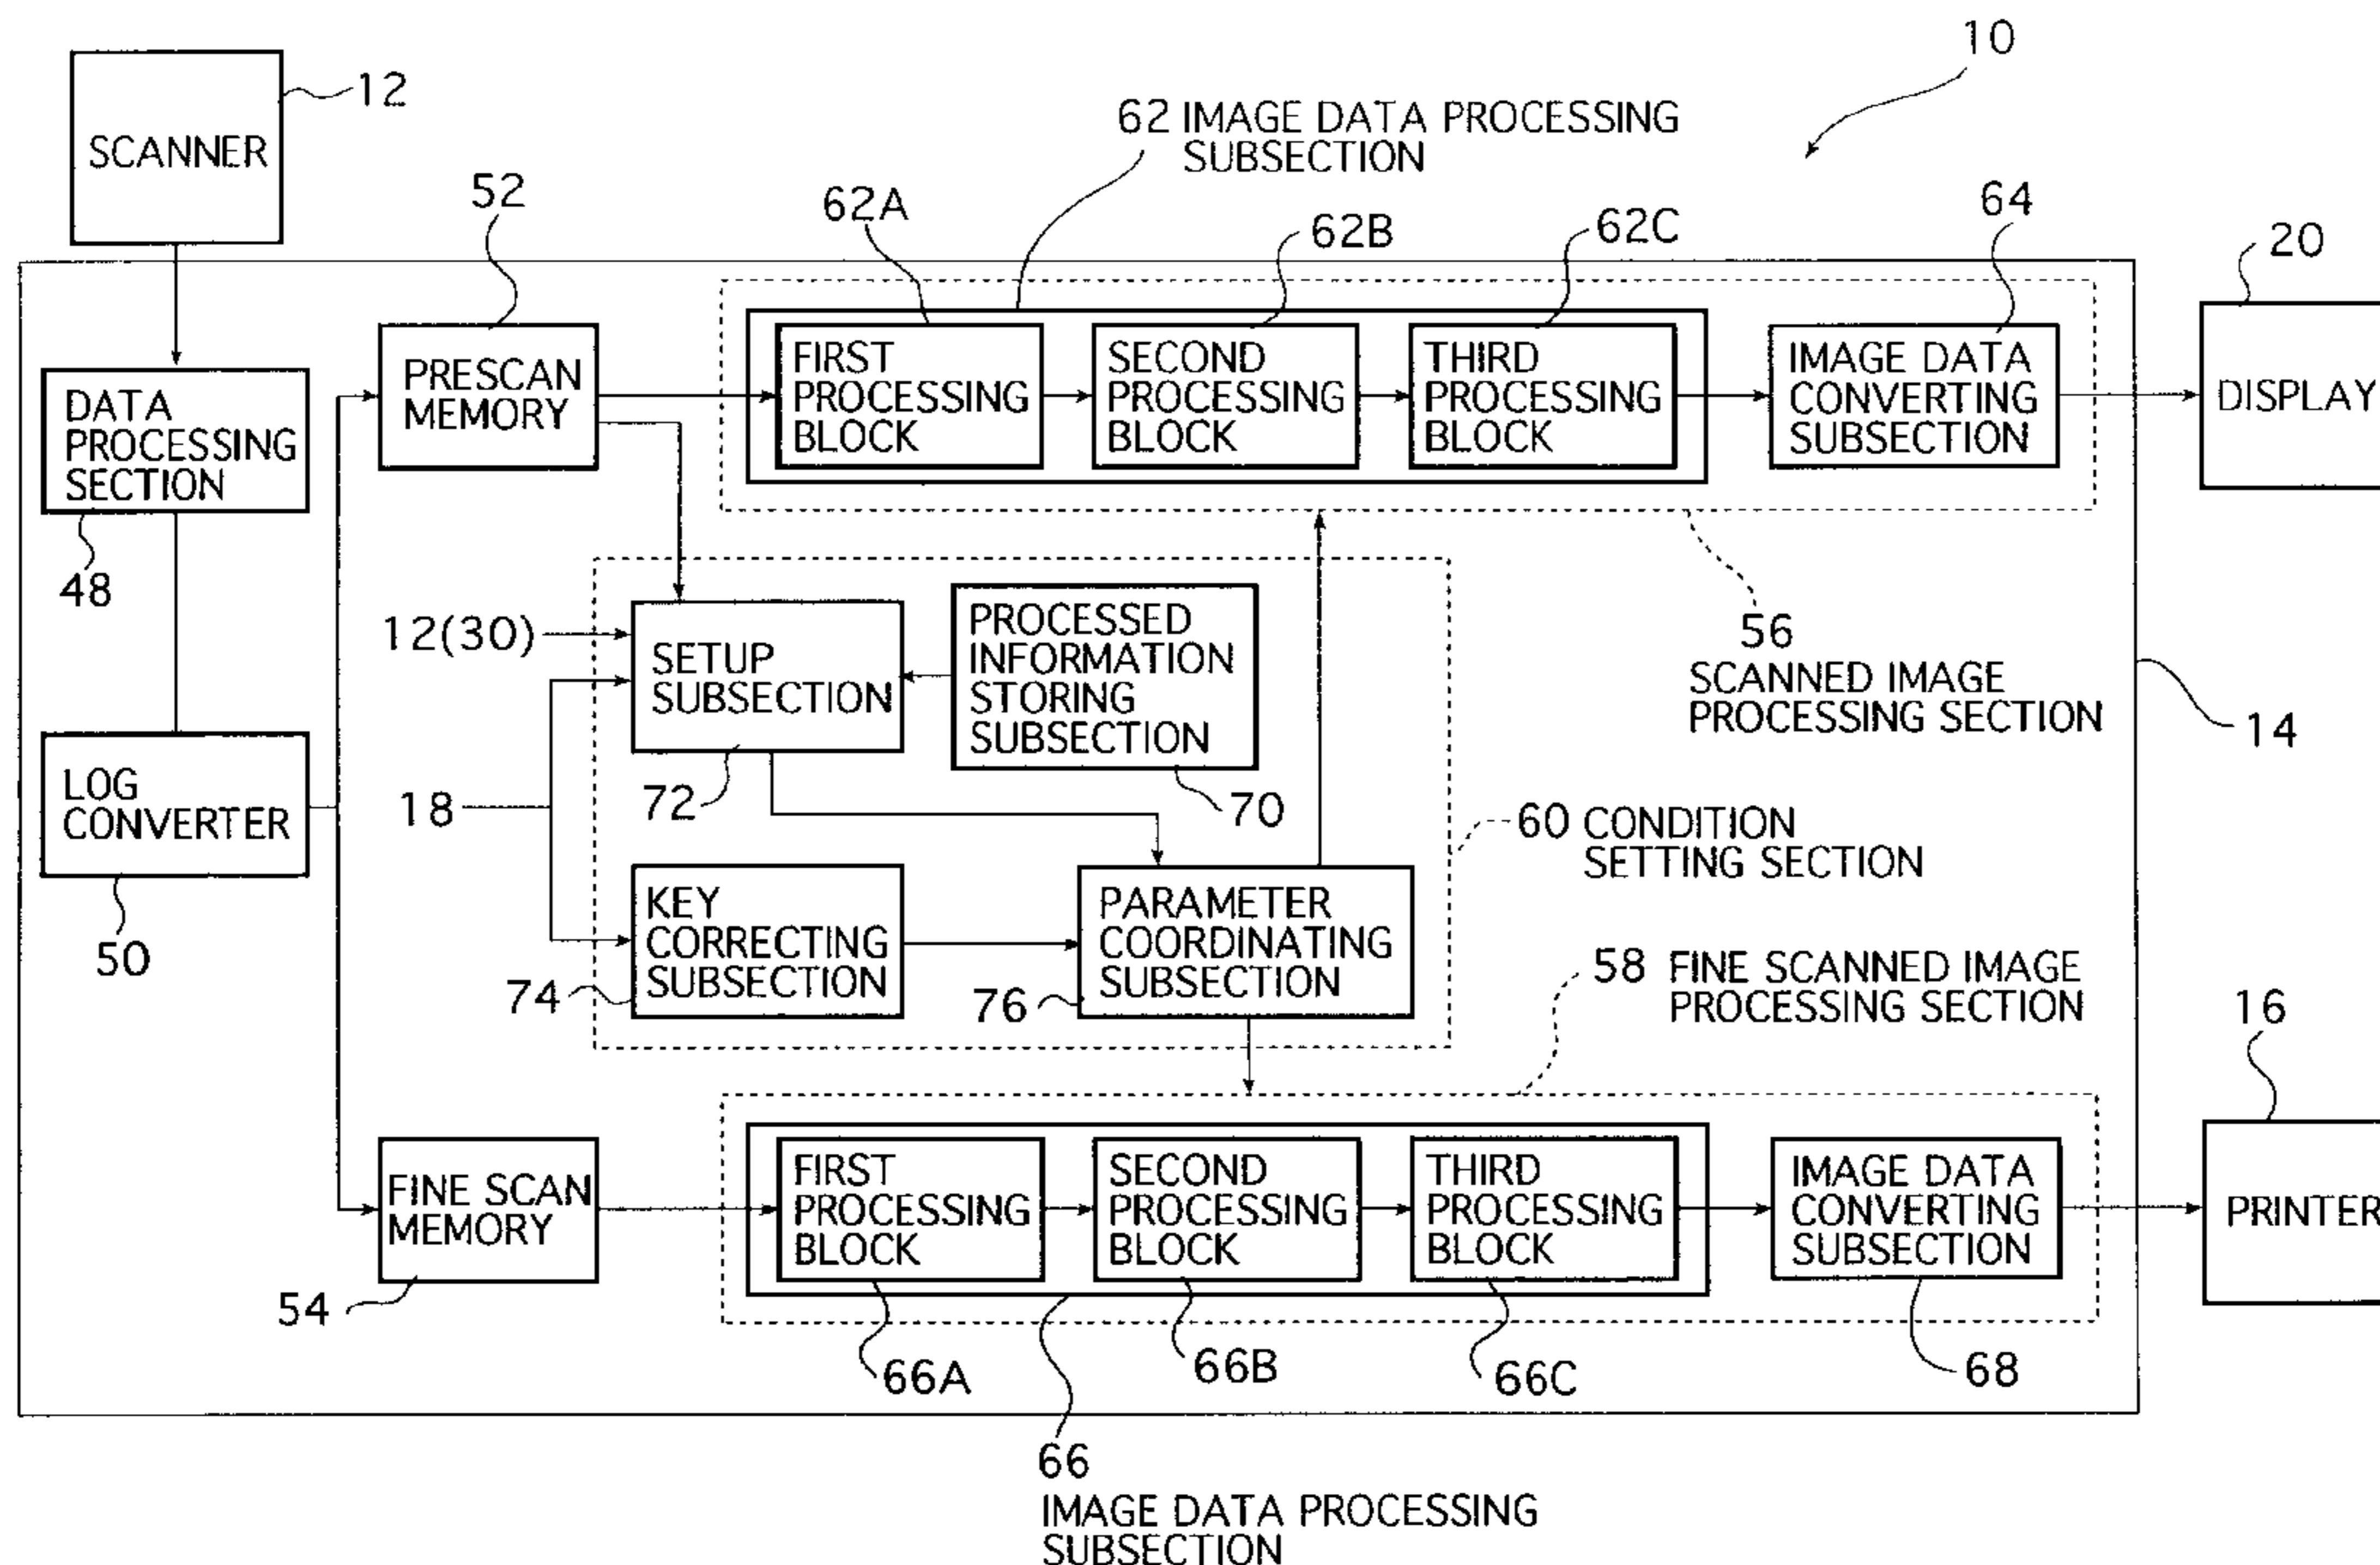 10
12
SCANNER
62 IMAGE DATA PROCESSING
SUBSECTION
52
62A
62B
62C
64
20
PRESCAN
MEMORY
FIRST
PROCESSING
BLOCK
SECOND
PROCESSING
BLOCK
THIRD
PROCESSING
BLOCK
IMAGE DATA
CONVERTING
SUBSECTION
DISPLAY
DATA
PROCESSING
SECTION
48
12(30)
SETUP
SUBSECTION
PROCESSED
INFORMATION
STORING
SUBSECTION
56
SCANNED IMAGE
PROCESSING SECTION
14
LOG
CONVERTER
50
18
72
70
60 CONDITION
SETTING SECTION
KEY
CORRECTING
SUBSECTION
74
PARAMETER
COORDINATING
SUBSECTION
76
58 FINE SCANNED IMAGE
PROCESSING SECTION
16
FINE SCAN
MEMORY
54
FIRST
PROCESSING
BLOCK
SECOND
PROCESSING
BLOCK
THIRD
PROCESSING
BLOCK
IMAGE DATA
CONVERTING
SUBSECTION
PRINTER
66A
66B
66C
68
66
IMAGE DATA PROCESSING
SUBSECTION